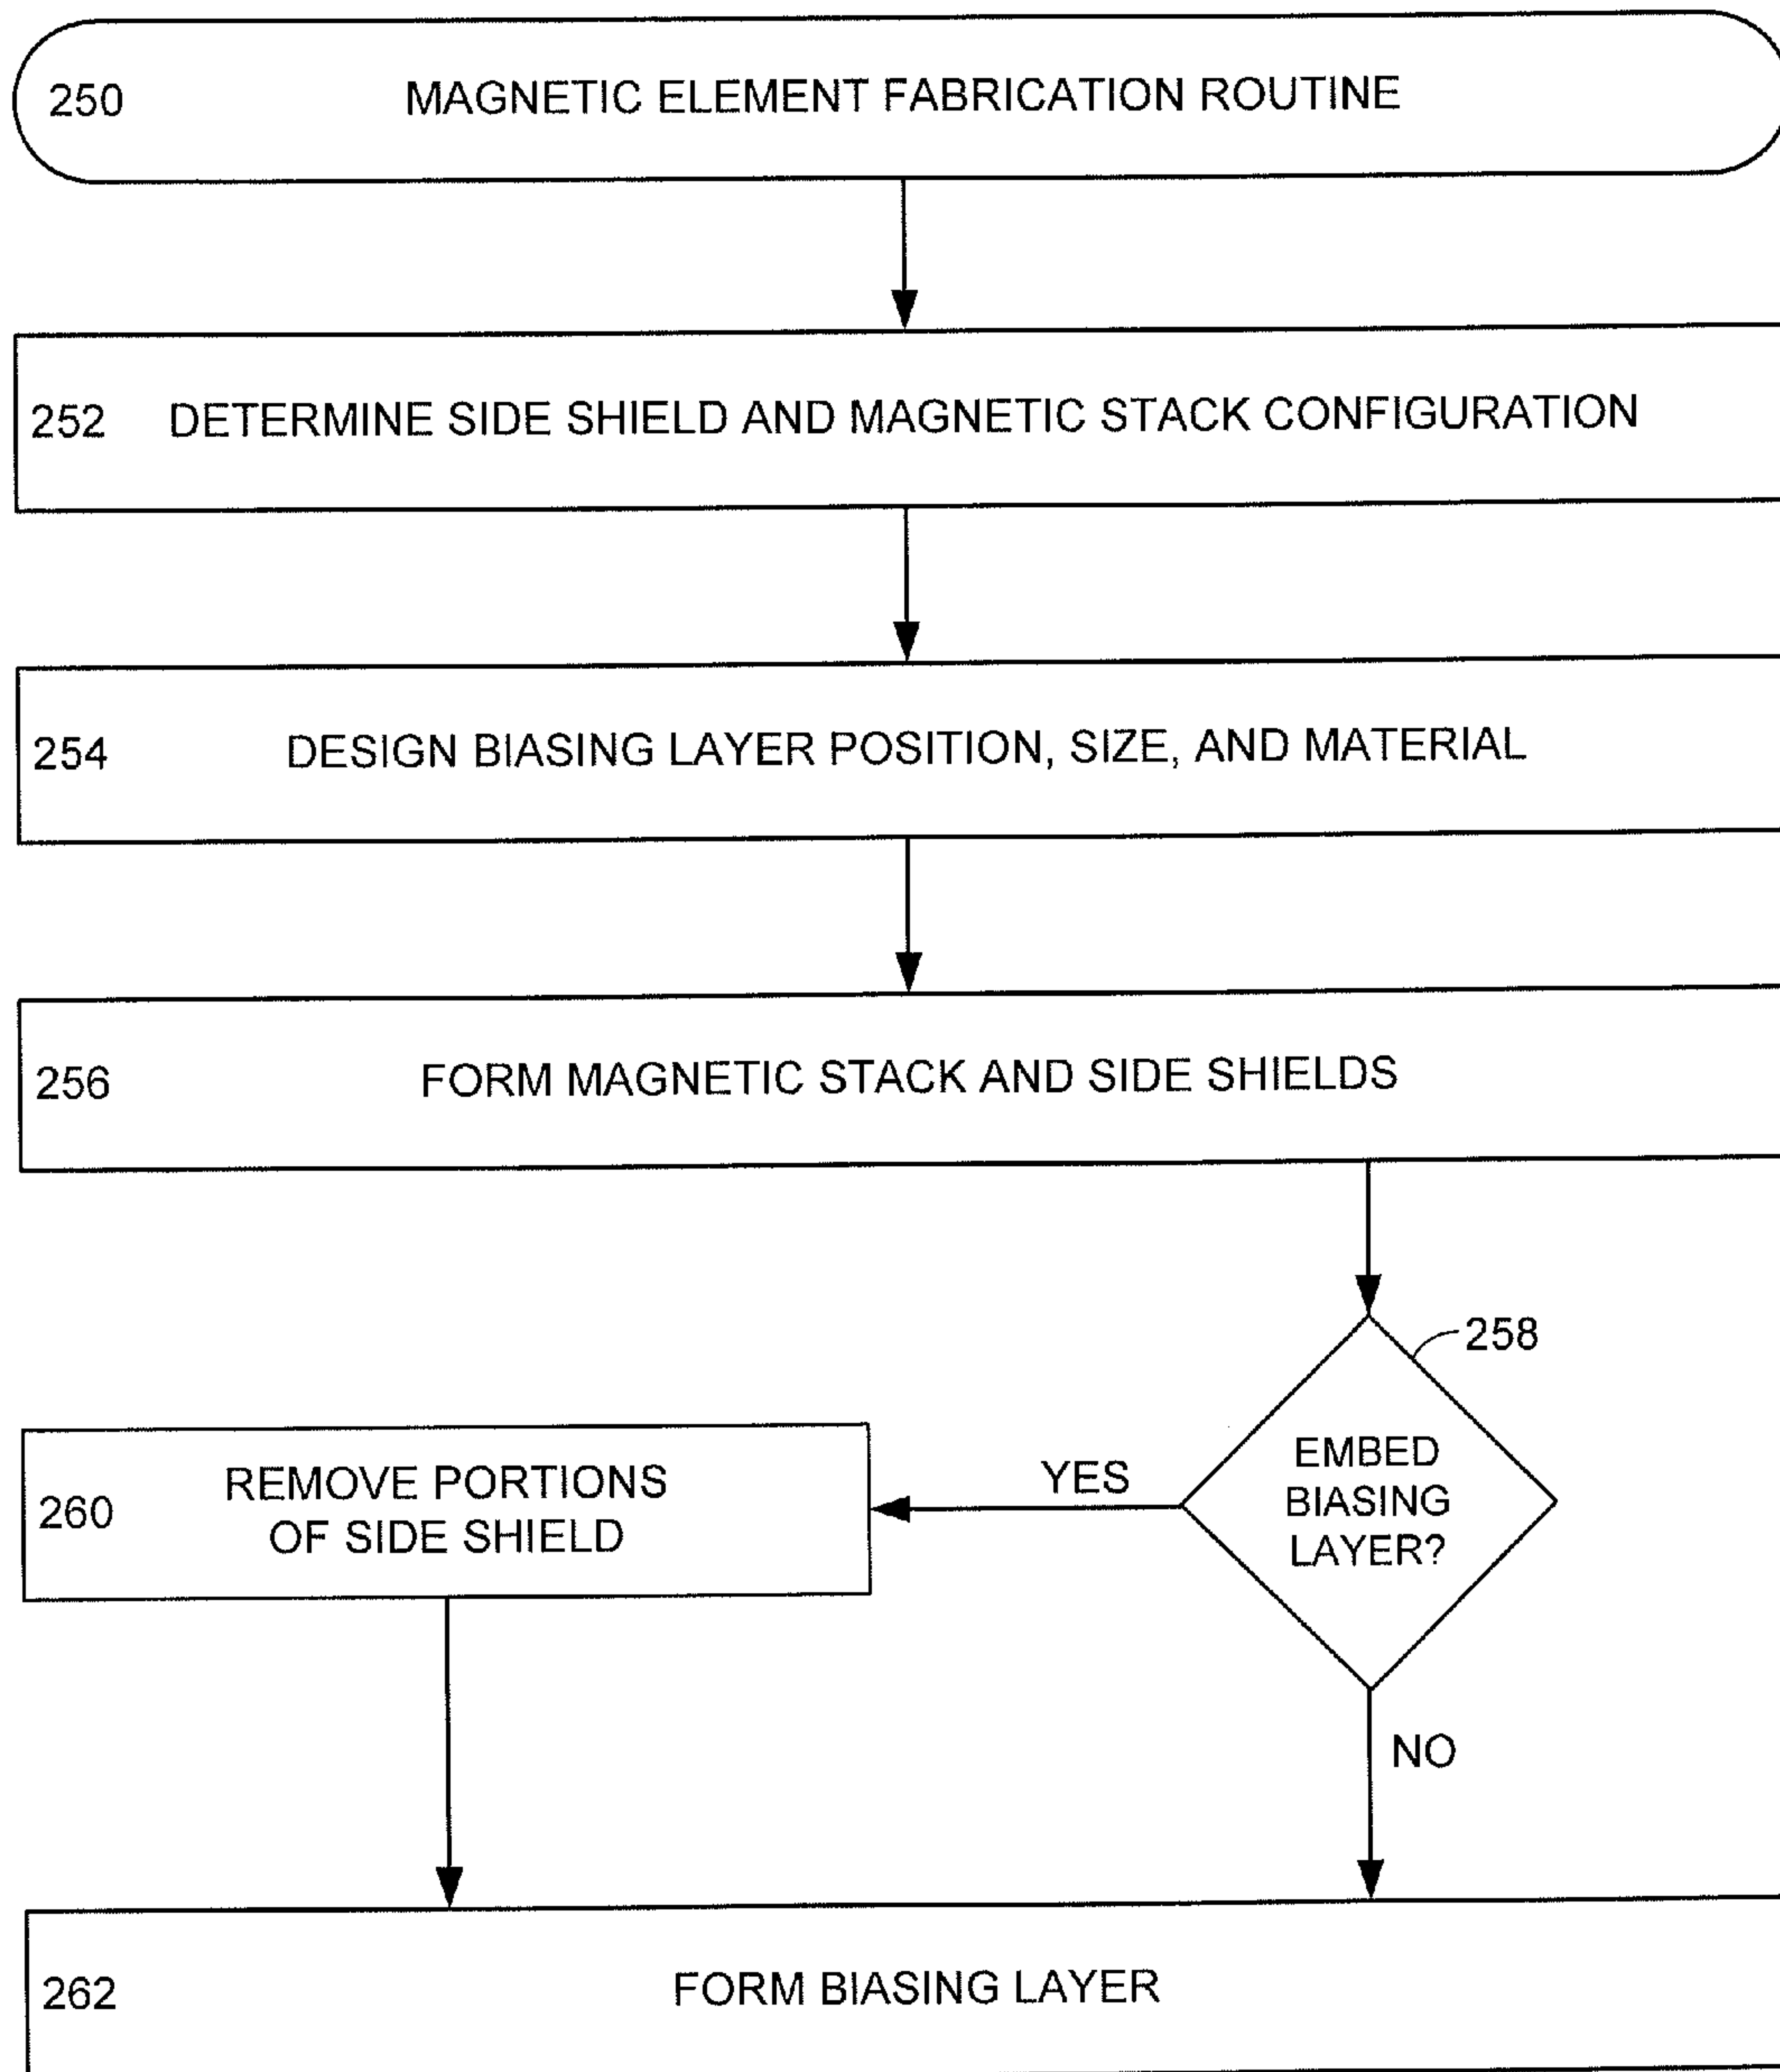 250 MAGNETIC ELEMENT FABRICATION ROUTINE
252 DETERMINE SIDE SHIELD AND MAGNETIC STACK CONFIGURATION
254 DESIGN BIASING LAYER POSITION, SIZE, AND MATERIAL
256 FORM MAGNETIC STACK AND SIDE SHIELDS
258
EMBED
BIASING
LAYER?
YES
260
REMOVE PORTIONS
OF SIDE SHIELD
NO
262 FORM BIASING LAYER